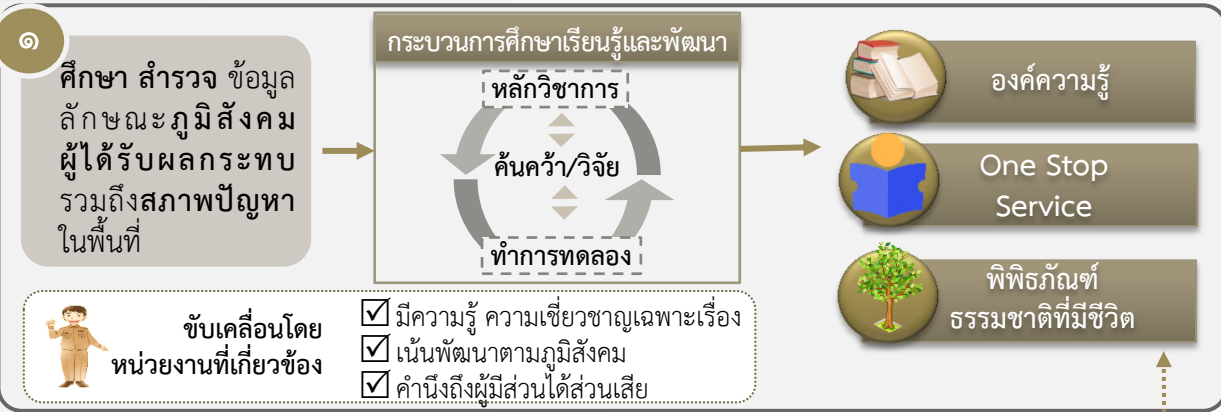 ๑
ศึกษา สำรวจ ข้อมูล
ลักษณะภูมิสังคม
ผู้ได้รับผลกระทบ
รวมถึงสภาพปัญหา
ในพื้นที่
กระบวนการศึกษาเรียนรู้และพัฒนา
หลักวิชาการ
ค้นคว้า/วิจัย
ทำการทดลอง
องค์ความรู้
One Stop
Service
พิพิธภัณฑ์
ธรรมชาติที่มีชีวิต
ขับเคลื่อนโดย
หน่วยงานที่เกี่ยวข้อง
มีความรู้ ความเชี่ยวชาญเฉพาะเรื่อง
เน้นพัฒนาตามภูมิสังคม
คำนึงถึงผู้มีส่วนได้ส่วนเสีย